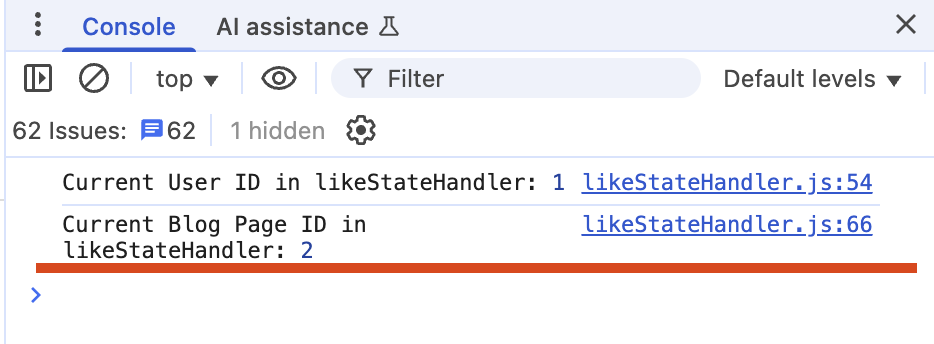 Console AI assistance
top Filter Default levels
62 Issues: 62 1 hidden
Current User ID in likeStateHandler: 1 likeStateHandler.js:54
Current Blog Page ID in likeStateHandler.js:66
likeStateHandler: 2